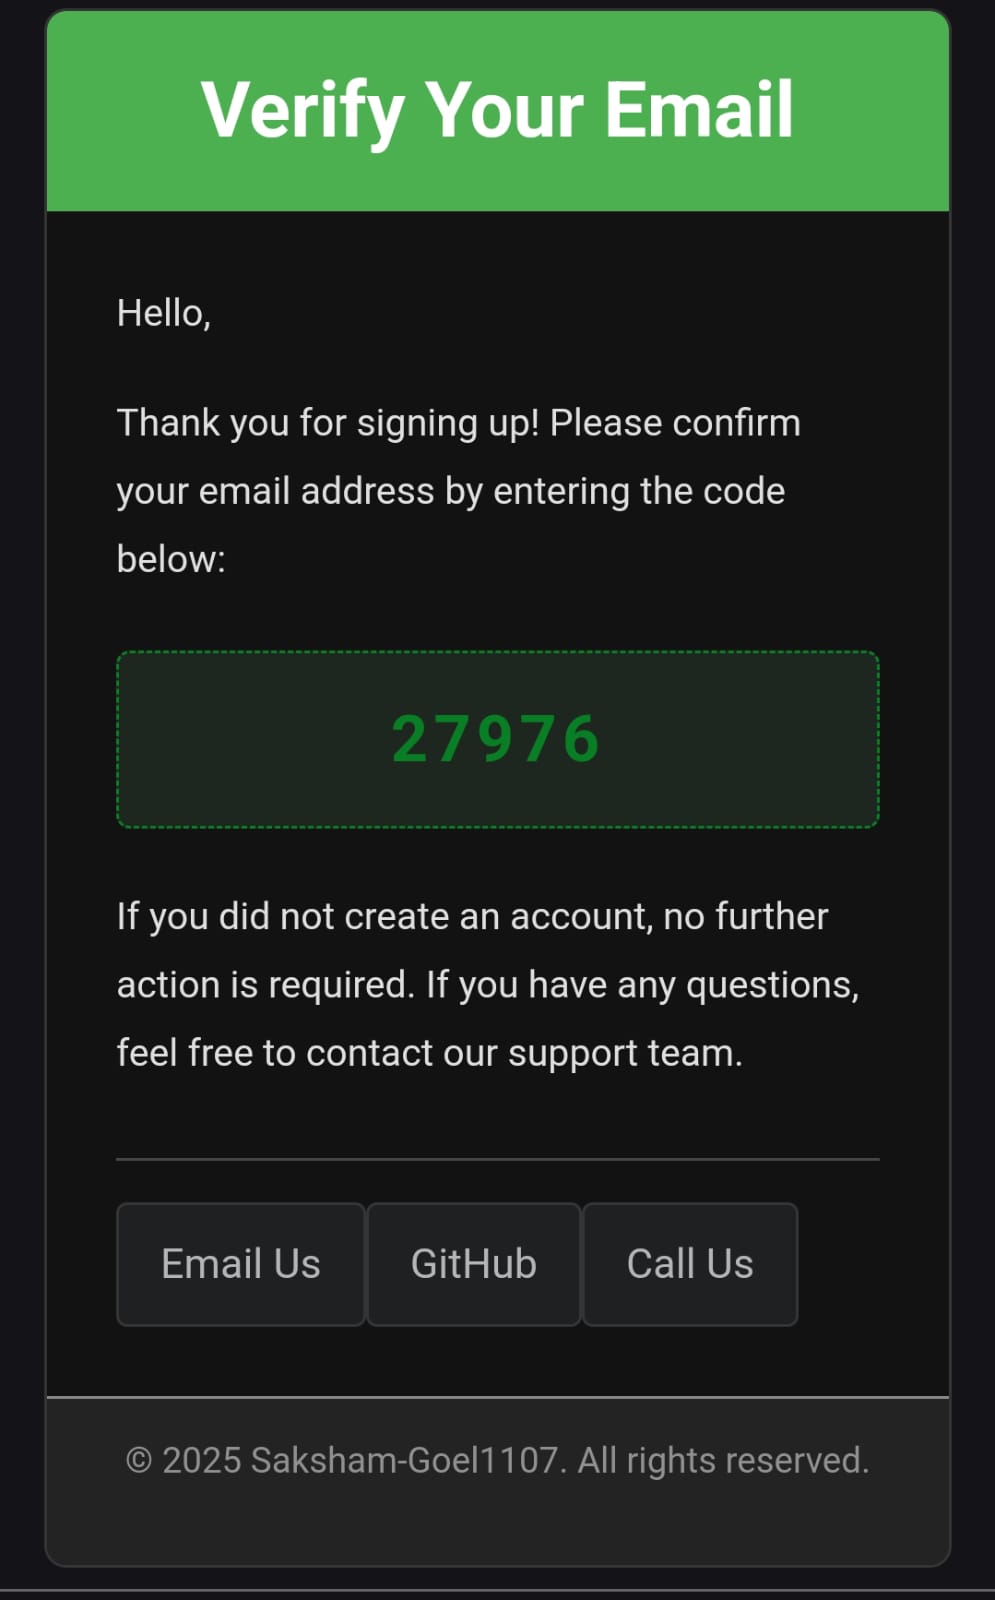 Verify Your Email
Hello,
Thank you for signing up! Please confirm
your email address by entering the code
below:
27976
If you did not create an account, no further
action is required. If you have any questions,
feel free to contact our support team.
Email Us GitHub Call Us
© 2025 Saksham-Goel1107. All rights reserved.